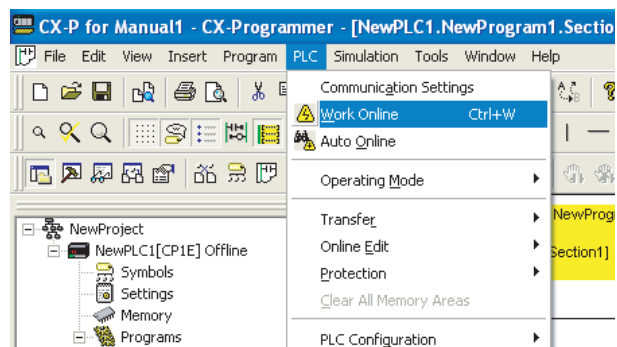 CX-P for Manual1 - CX-Programmer - [NewPLC1.NewProgram1.Sectio
File Edit View Insert Program PLC Simulation Tools Window Help
Communication Settings
Work Online Ctrl+W
Auto Online
Operating Mode
Transfer
Online Edit
Protection
Clear All Memory Areas
PLC Configuration
NewProject
NewPLC1[CP1E] Offline
Symbols
Settings
Memory
Programs
NewProg
Section1]